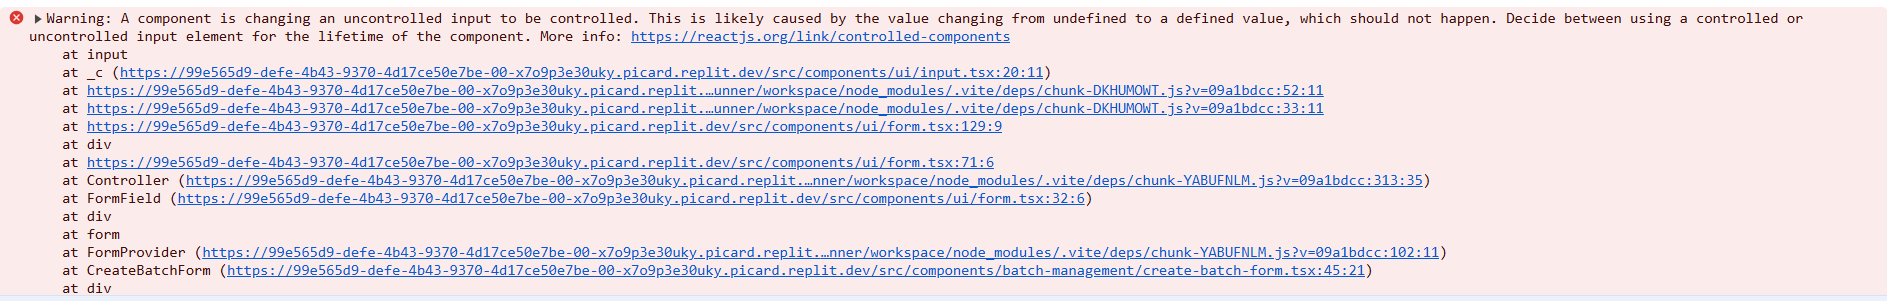 Warning: A component is changing an uncontrolled input to be controlled. This is likely caused by the value changing from undefined to a defined value, which should not happen. Decide between using a controlled or
uncontrolled input element for the lifetime of the component. More info: https://reactjs.org/link/controlled-components
at input
at _c (https://99e565d9-defe-4b43-9370-4d17ce50e7be-00-x7o9p3e30uky.picard.replit.dev/src/components/ui/input.tsx:20:11)
at https://99e565d9-defe-4b43-9370-4d17ce50e7be-00-x7o9p3e30uky.picard.replit.…unner/workspace/node_modules/.vite/deps/chunk-DKHUMOWT.js?v=09a1bdcc:52:11
at https://99e565d9-defe-4b43-9370-4d17ce50e7be-00-x7o9p3e30uky.picard.replit.…unner/workspace/node_modules/.vite/deps/chunk-DKHUMOWT.js?v=09a1bdcc:33:11
at https://99e565d9-defe-4b43-9370-4d17ce50e7be-00-x7o9p3e30uky.picard.replit.dev/src/components/ui/form.tsx:129:9
at div
at https://99e565d9-defe-4b43-9370-4d17ce50e7be-00-x7o9p3e30uky.picard.replit.dev/src/components/ui/form.tsx:71:6
at Controller (https://99e565d9-defe-4b43-9370-4d17ce50e7be-00-x7o9p3e30uky.picard.replit.…nner/workspace/node_modules/.vite/deps/chunk-YABUFNLM.js?v=09a1bdcc:313:35)
at FormField (https://99e565d9-defe-4b43-9370-4d17ce50e7be-00-x7o9p3e30uky.picard.replit.dev/src/components/ui/form.tsx:32:6)
at div
at form
at FormProvider (https://99e565d9-defe-4b43-9370-4d17ce50e7be-00-x7o9p3e30uky.picard.replit.…nner/workspace/node_modules/.vite/deps/chunk-YABUFNLM.js?v=09a1bdcc:102:11)
at CreateBatchForm (https://99e565d9-defe-4b43-9370-4d17ce50e7be-00-x7o9p3e30uky.picard.replit.dev/src/components/batch-management/create-batch-form.tsx:45:21)
at div